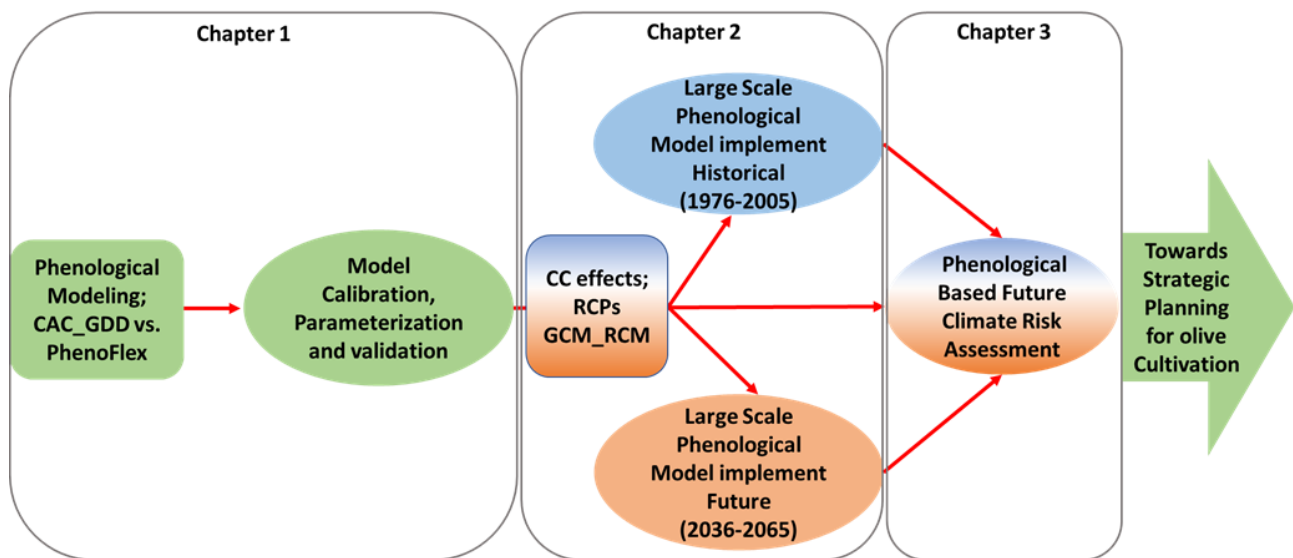 Chapter 1
Chapter 2
Chapter 3
Phenological
Modeling;
CAC_GDD vs.
PhenoFlex
Model
Calibration,
Parameterization
and validation
CC effects;
RCPs
GCM_RCM
Large Scale
Phenological
Model implement
Historical
(1976-2005)
Large Scale
Phenological
Model implement
Future
(2036-2065)
Phenological
Based Future
Climate Risk
Assessment
Towards
Strategic
Planning
for olive
Cultivation